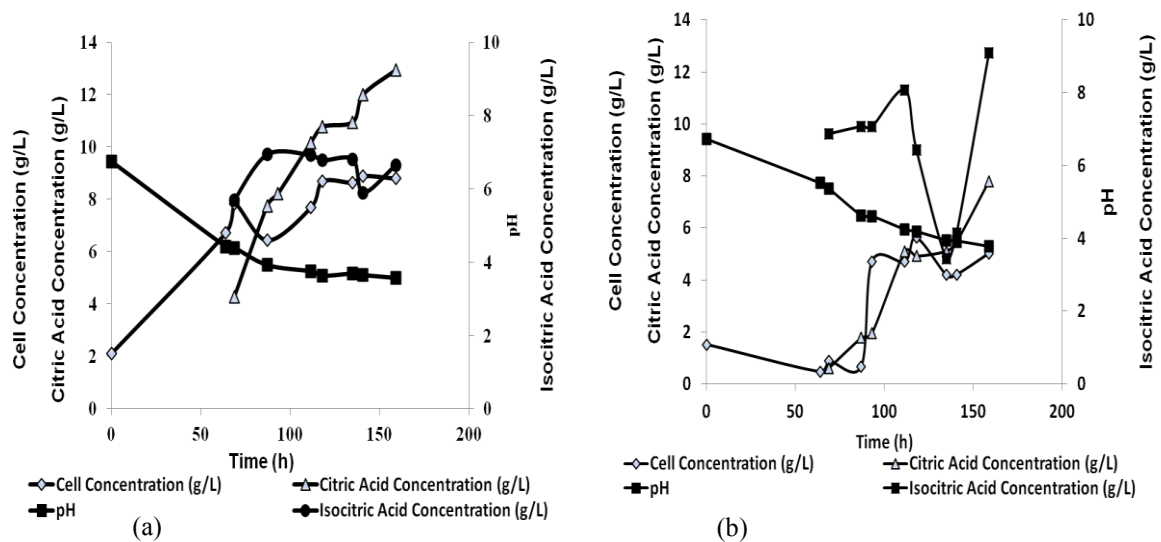 Cell Concentration (g/L)
Citric Acid Concentration (g/L)
14
12
10
8
6
4
2
0
0
50
100
150
200
Time (h)
10
8
6
4
2
0
pH
Isocitric Acid Concentration (g/L)
Cell Concentration (g/L)
Citric Acid Concentration (g/L)
pH
Isocitric Acid Concentration (g/L)
(a)
Cell Concentration (g/L)
Citric Acid Concentration (g/L)
14
12
10
8
6
4
2
0
0
50
100
150
200
Time (h)
10
8
6
4
2
0
pH
Isocitric Acid Concentration (g/L)
Cell Concentration (g/L)
Citric Acid Concentration (g/L)
pH
Isocitric Acid Concentration (g/L)
(b)